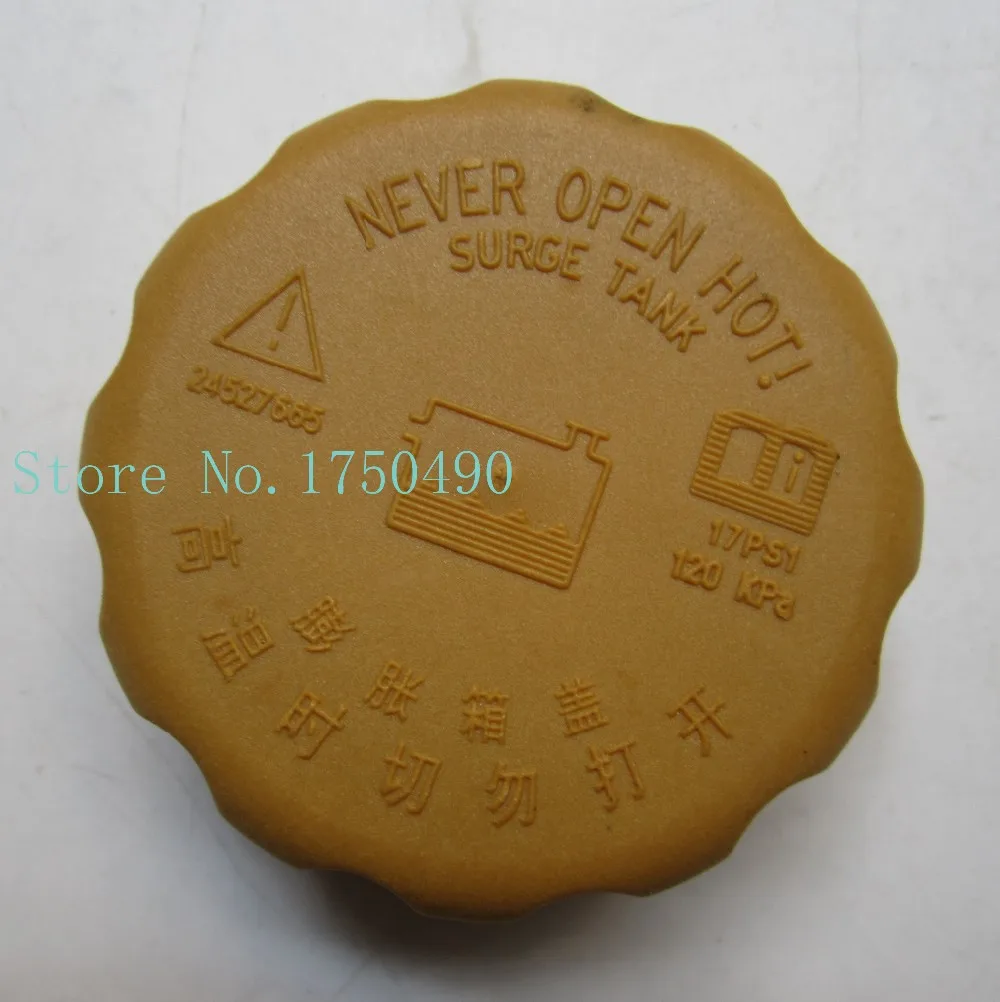 NEVER OPEN HOT!
SURGE TANK
24527665
Store No.1750490
17PS1
120 KPa
膨胀箱盖
高温时切勿打开